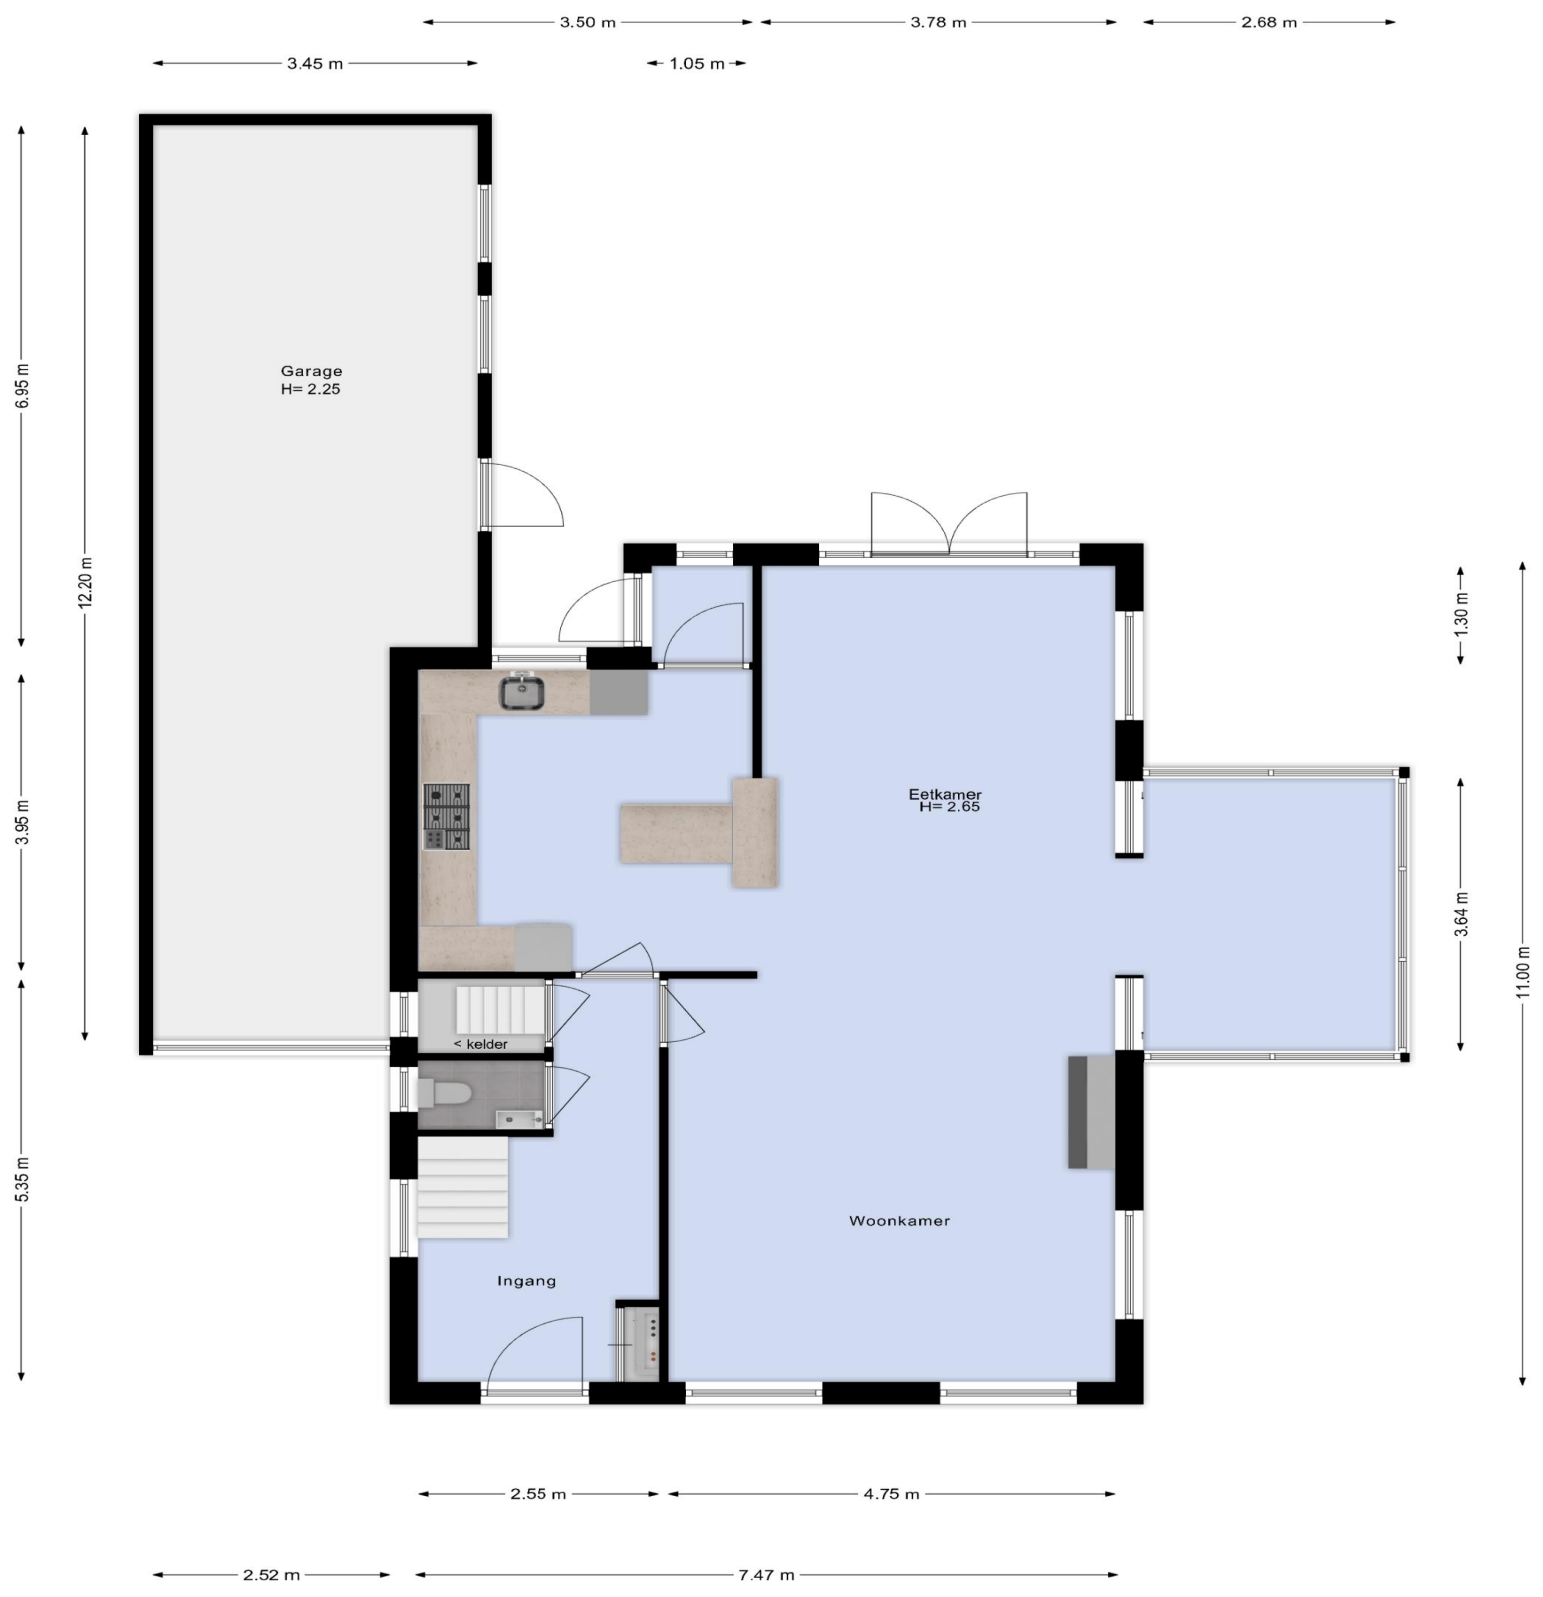 3.50 m
3.78 m
2.68 m
3.45 m
1.05 m
6.95 m
12.20 m
Garage
H= 2.25
1.30 m
Eetkamer
H= 2.65
3.95 m
3.64 m
11.00 m
< kelder
5.35 m
Woonkamer
Ingang
2.55 m
4.75 m
2.52 m
7.47 m